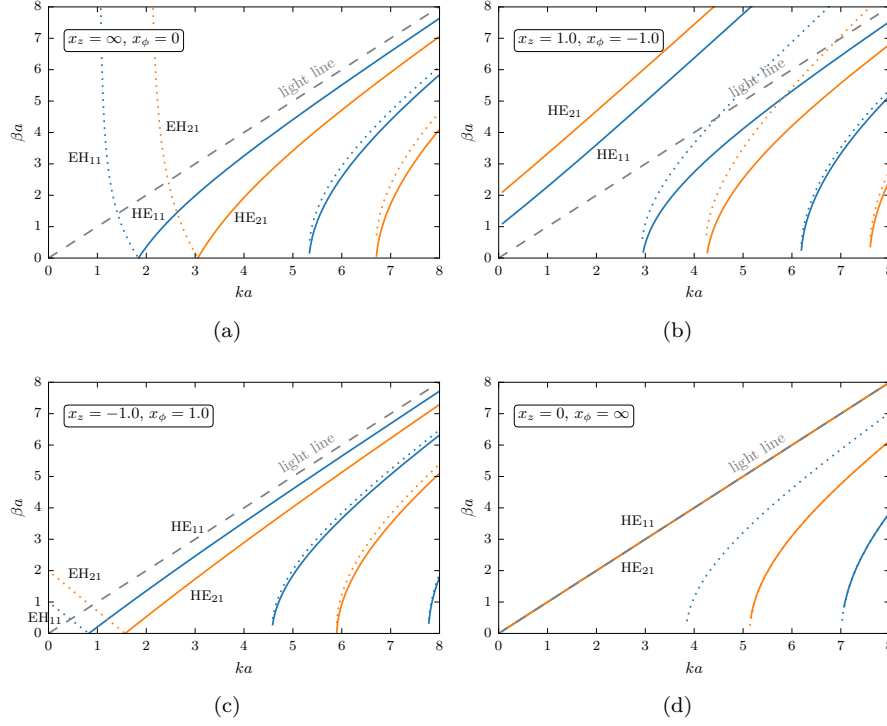 8
7
6
5
4
3
2
1
0
βa
x_z = ∞, x_ϕ = 0
light line
EH₂₁
EH₁₁
HE₁₁
HE₂₁
0 1 2 3 4 5 6 7 8
ka
(a)
8
7
6
5
4
3
2
1
0
x_z = 1.0, x_ϕ = −1.0
light line
HE₂₁
HE₁₁
0 1 2 3 4 5 6 7 8
ka
(b)
8
7
6
5
4
3
2
1
0
βa
x_z = −1.0, x_ϕ = 1.0
light line
HE₁₁
EH₂₁
HE₂₁
EH₁₁
0 1 2 3 4 5 6 7 8
ka
(c)
8
7
6
5
4
3
2
1
0
βa
x_z = 0, x_ϕ = ∞
light line
HE₁₁
HE₂₁
0 1 2 3 4 5 6 7 8
ka
(d)